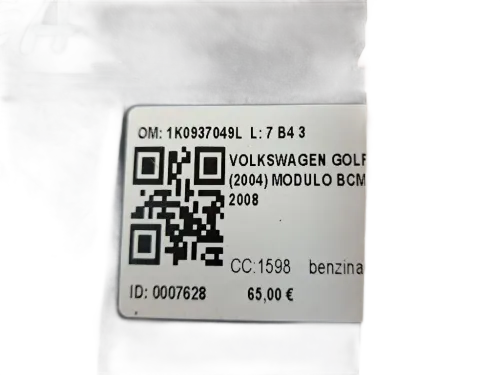 OM: 1K0937049L L: 7 B4 3
VOLKSWAGEN GOLF
(2004) MODULO BCM
2008
CC:1598 benzina
ID: 0007628 65,00 €